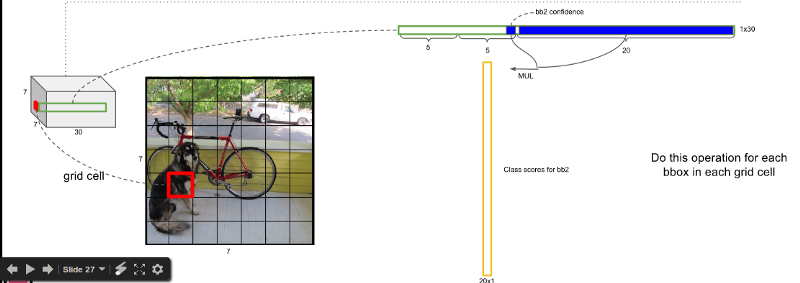 bb2 confidence
1x30
5
5
20
MUL
7
7
30
grid cell
7
7
Class scores for bb2
Do this operation for each
bbox in each grid cell
20x1
Slide 27